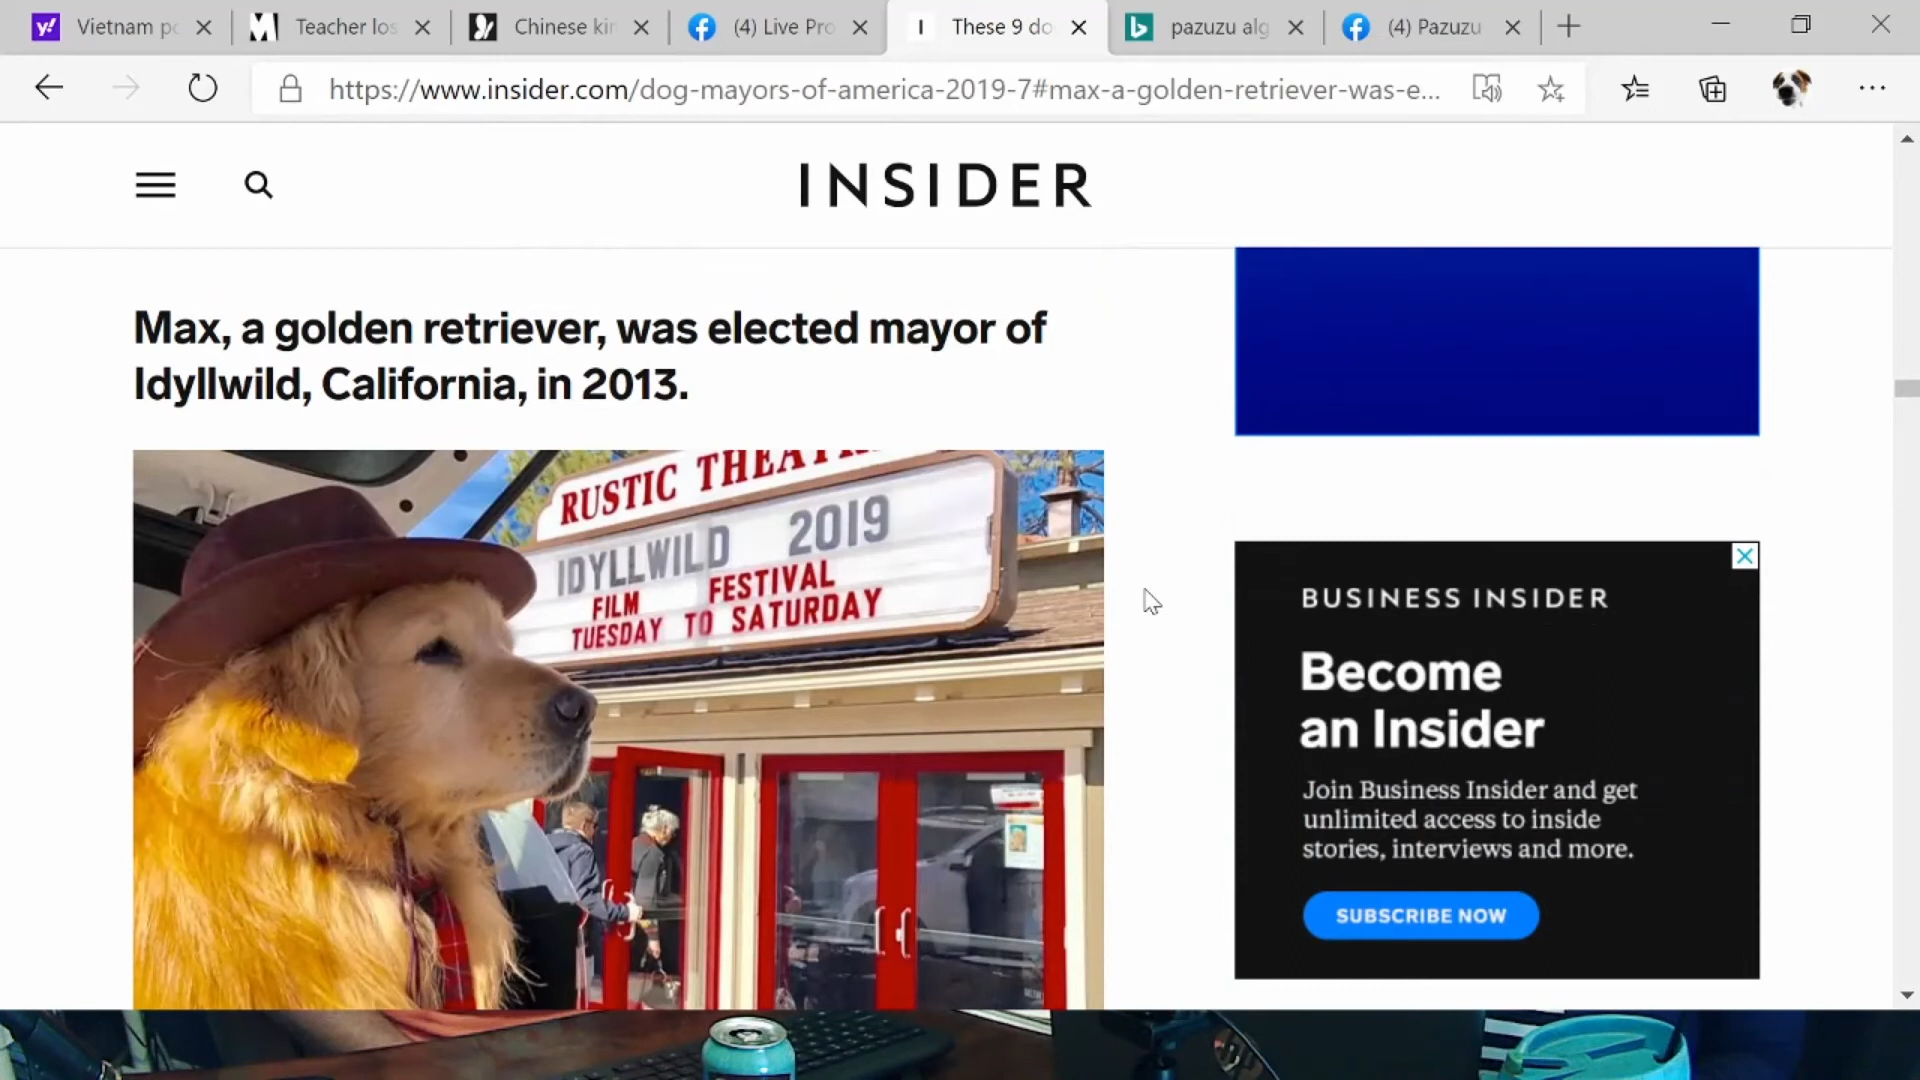 Vietnam po
Teacher los
Chinese kin
(4) Live Pro
These 9 do
pazuzu alg
(4) Pazuzu
https://www.insider.com/dog-mayors-of-america-2019-7#max-a-golden-retriever-was-e...
INSIDER
Max, a golden retriever, was elected mayor of
Idyllwild, California, in 2013.
RUSTIC THEATR
IDYLLWILD 2019
FILM FESTIVAL
TUESDAY TO SATURDAY
BUSINESS INSIDER
Become
an Insider
Join Business Insider and get
unlimited access to inside
stories, interviews and more.
SUBSCRIBE NOW